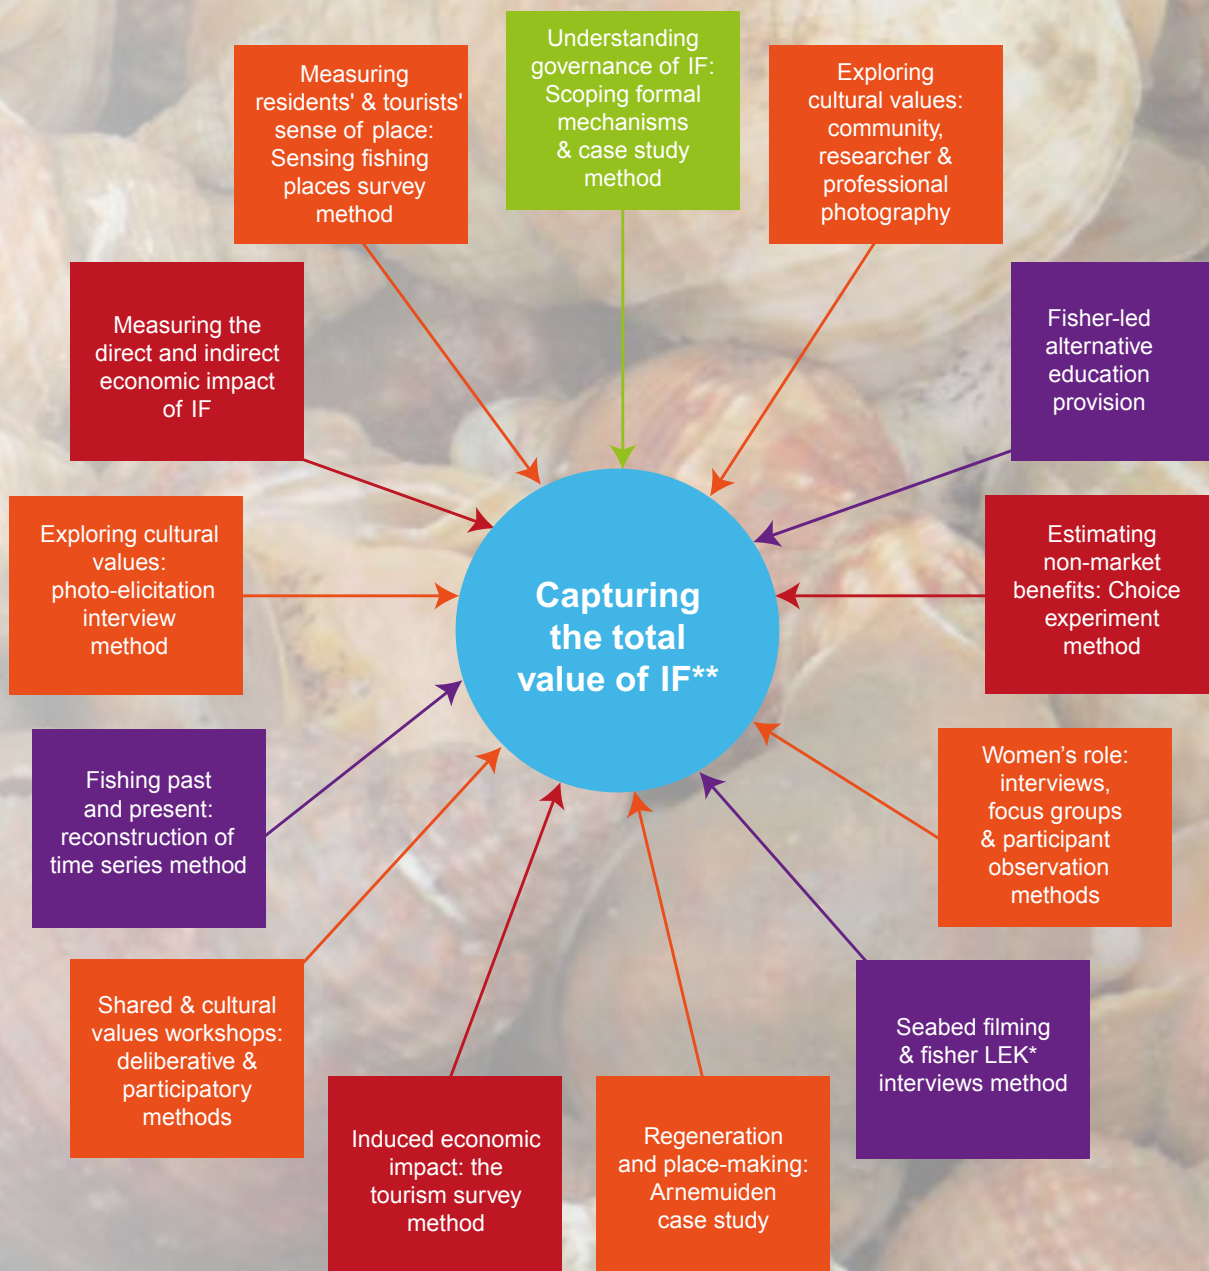 Understanding
governance of IF:
Scoping formal
mechanisms
& case study
method
Measuring
residents' & tourists'
sense of place:
Sensing fishing
places survey
method
Exploring
cultural values:
community,
researcher &
professional
photography
Measuring the
direct and indirect
economic impact
of IF
Fisher-led
alternative
education
provision
Exploring cultural
values:
photo-elicitation
interview
method
Capturing
the total
value of IF**
Estimating
non-market
benefits: Choice
experiment
method
Fishing past
and present:
reconstruction of
time series method
Women’s role:
interviews,
focus groups
& participant
observation
methods
Shared & cultural
values workshops:
deliberative &
participatory
methods
Seabed filming
& fisher LEK*
interviews method
Induced economic
impact: the
tourism survey
method
Regeneration
and place-making:
Arnemuiden
case study